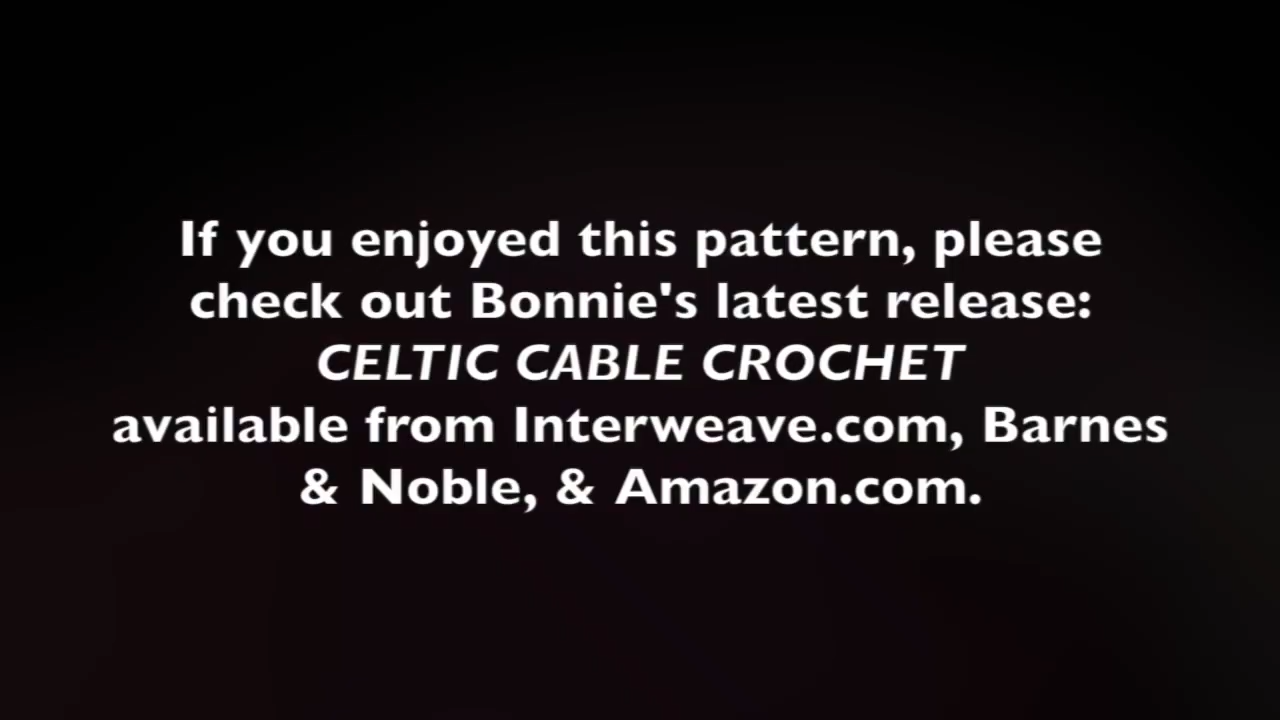 If you enjoyed this pattern, please
check out Bonnie's latest release:
CELTIC CABLE CROCHET
available from Interweave.com, Barnes
& Noble, & Amazon.com.